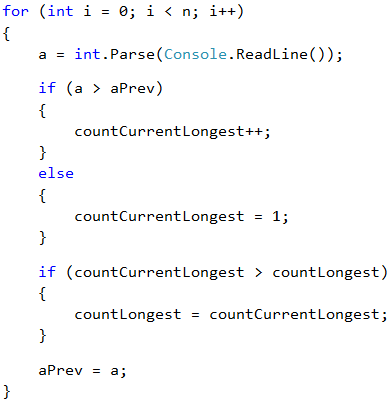 for (int i = 0; i < n; i++)
{
    a = int.Parse(Console.ReadLine());
    if (a > aPrev)
    {
        countCurrentLongest++;
    }
    else
    {
        countCurrentLongest = 1;
    }
    if (countCurrentLongest > countLongest)
    {
        countLongest = countCurrentLongest;
    }
    aPrev = a;
}